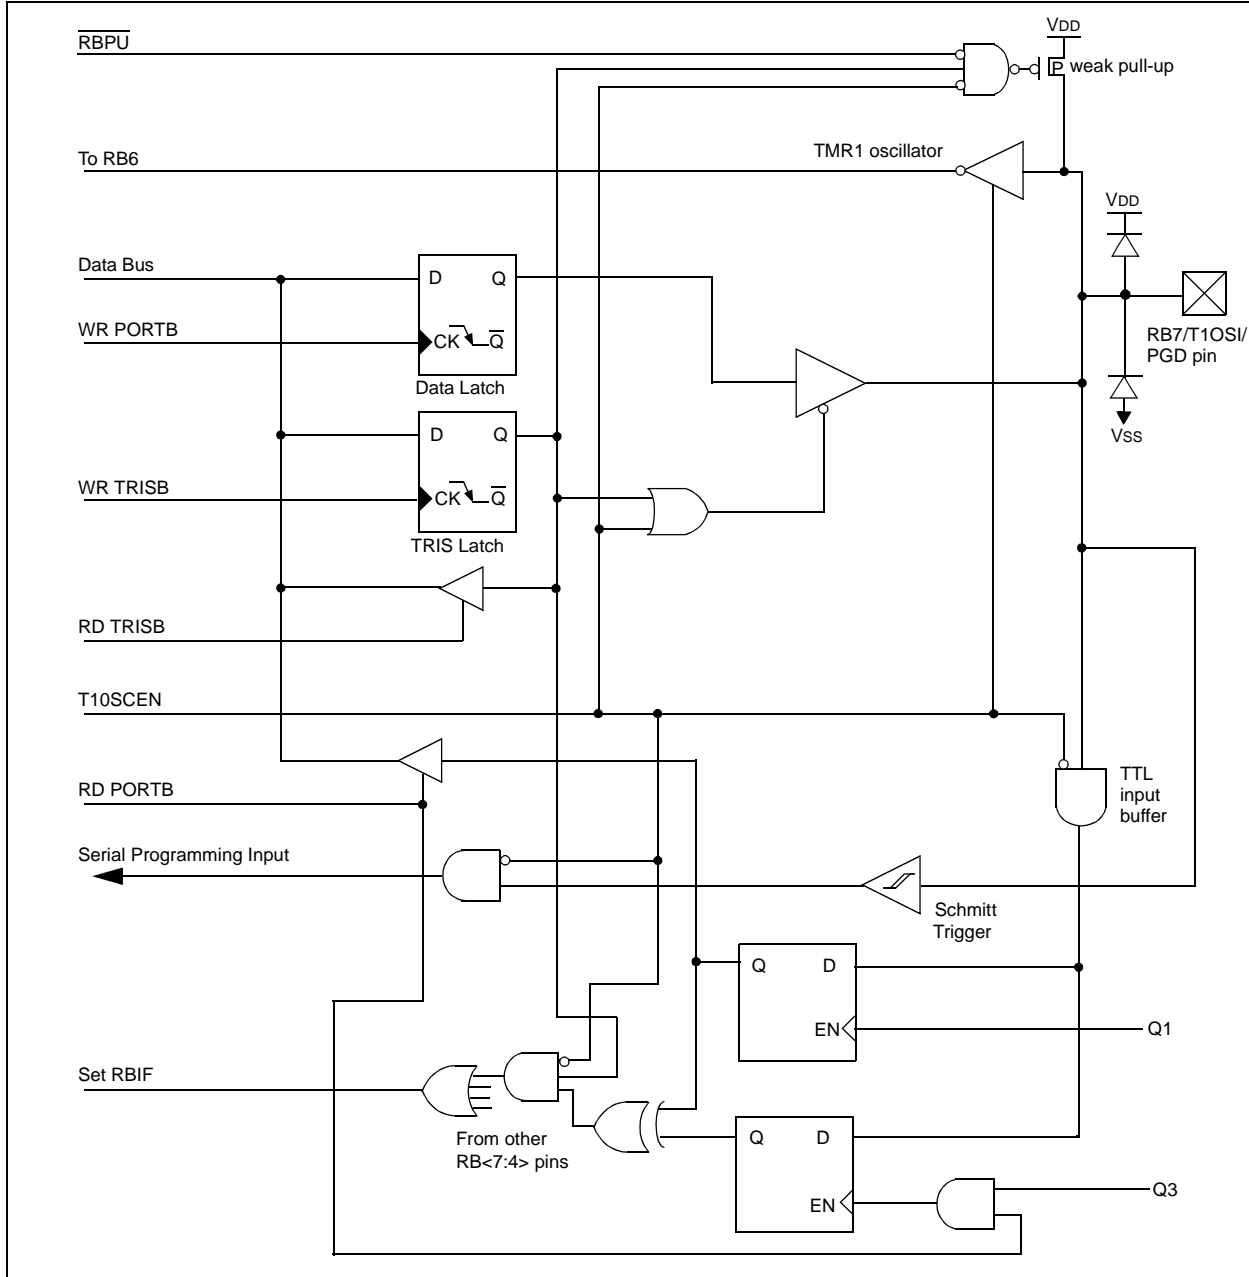 RBPU
VDD
P weak pull-up
To RB6
TMR1 oscillator
VDD
Data Bus
D Q
WR PORTB
CK Q
Data Latch
RB7/T1OSI/
PGD pin
VSS
D Q
WR TRISB
CK Q
TRIS Latch
RD TRISB
T10SCEN
RD PORTB
TTL
input
buffer
Serial Programming Input
Schmitt
Trigger
Q D
EN Q1
Set RBIF
From other
RB<7:4> pins
Q D
EN Q3